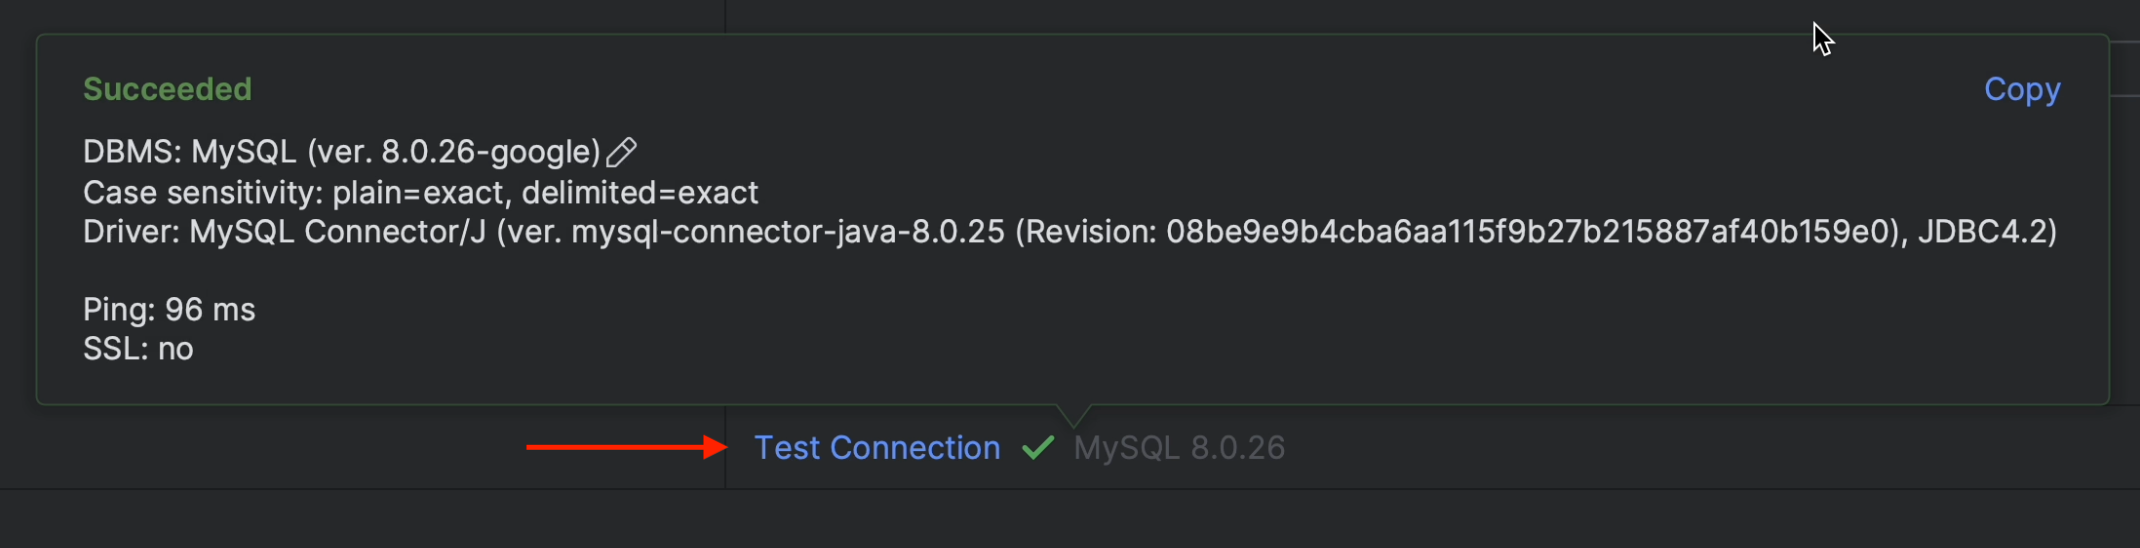 Succeeded
Copy
DBMS: MySQL (ver. 8.0.26-google)
Case sensitivity: plain=exact, delimited=exact
Driver: MySQL Connector/J (ver. mysql-connector-java-8.0.25 (Revision: 08be9e9b4cba6aa115f9b27b215887af40b159e0), JDBC4.2)
Ping: 96 ms
SSL: no
Test Connection MySQL 8.0.26